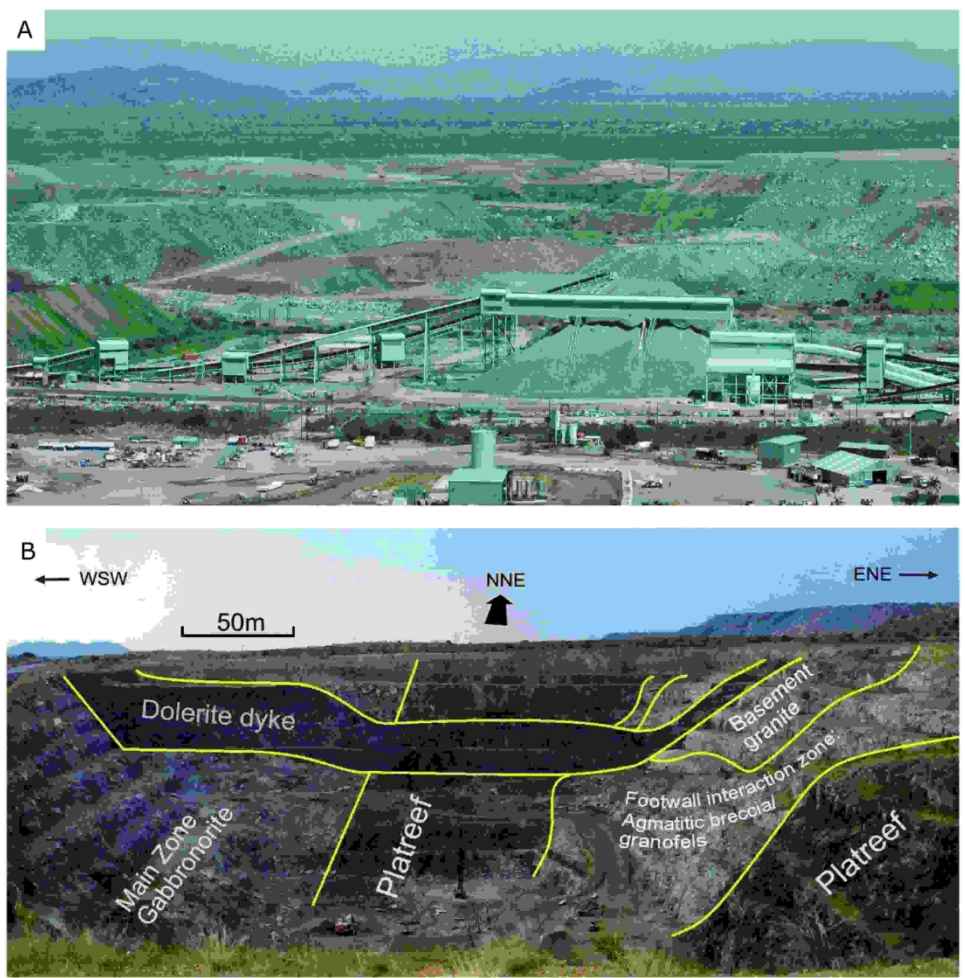 A
B
WSW
NNE
ENE
50m
Dolerite dyke
Basement
granite
Footwall interaction zone
Agmatitic breccia/
granofels
Main Zone
Gabbronorite
Platreef
Platreef